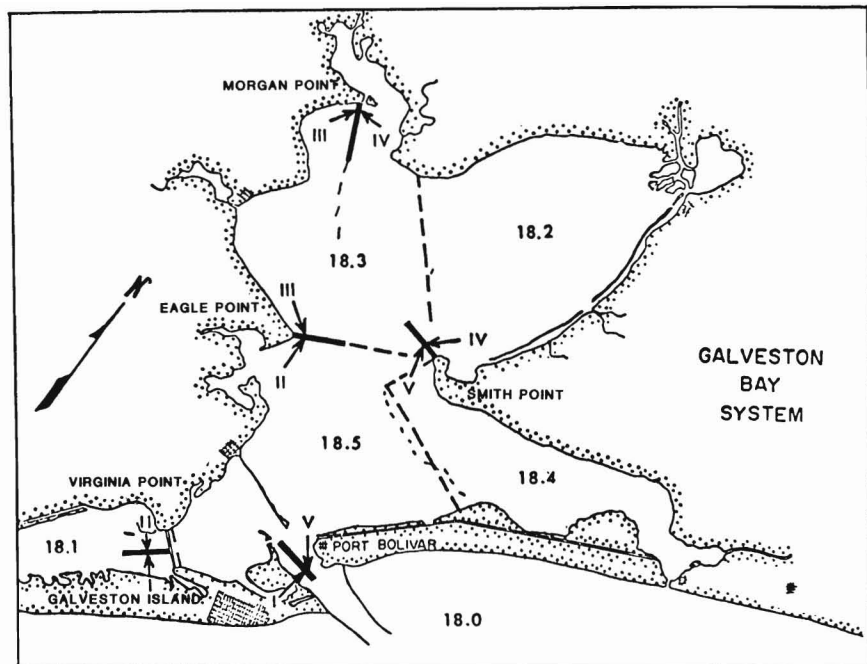 MORGAN POINT
III
IV
18.2
18.3
N
EAGLE POINT
III
IV
II
V
SMITH POINT
GALVESTON
BAY
SYSTEM
18.5
18.4
VIRGINIA POINT
II
V
18.1
PORT BOLIVAR
I
I
GALVESTON ISLAND
18.0